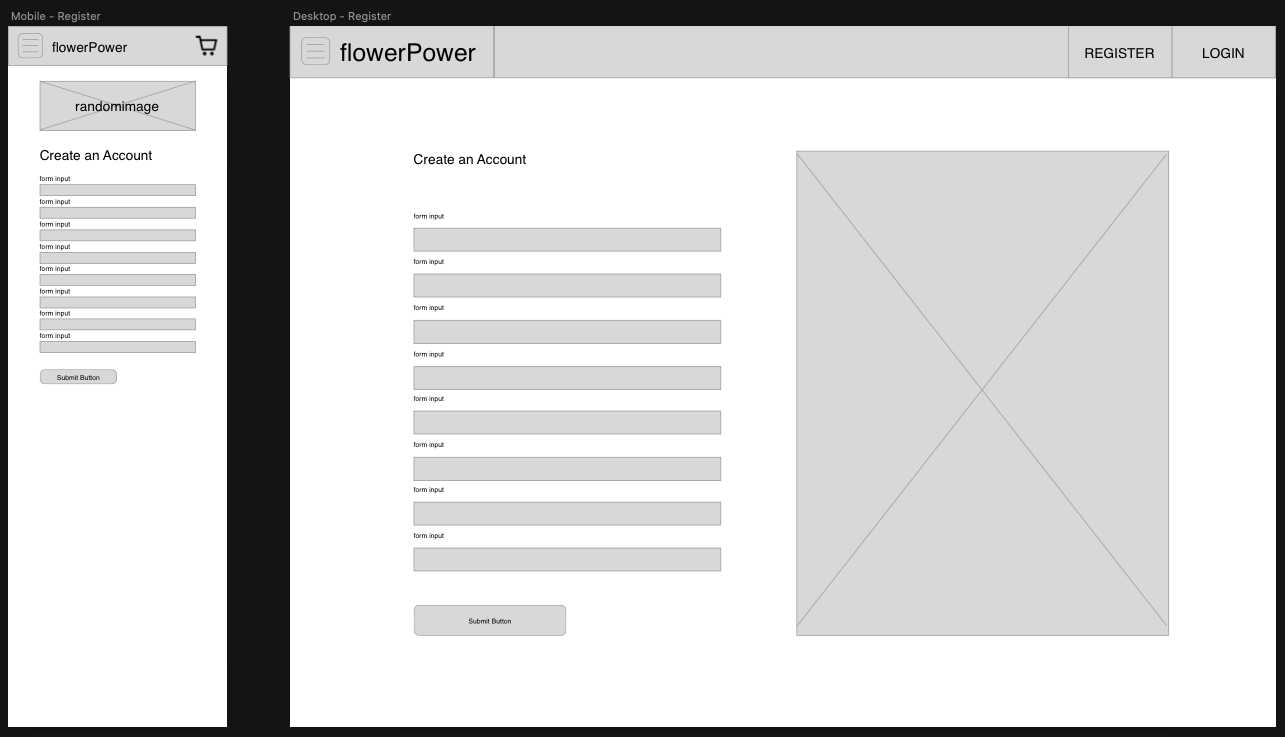 Mobile - Register
flowerPower
randomimage
Create an Account
form input
form input
form input
form input
form input
form input
form input
form input
Submit Button
Desktop - Register
flowerPower
REGISTER
LOGIN
Create an Account
form input
form input
form input
form input
form input
form input
form input
form input
Submit Button